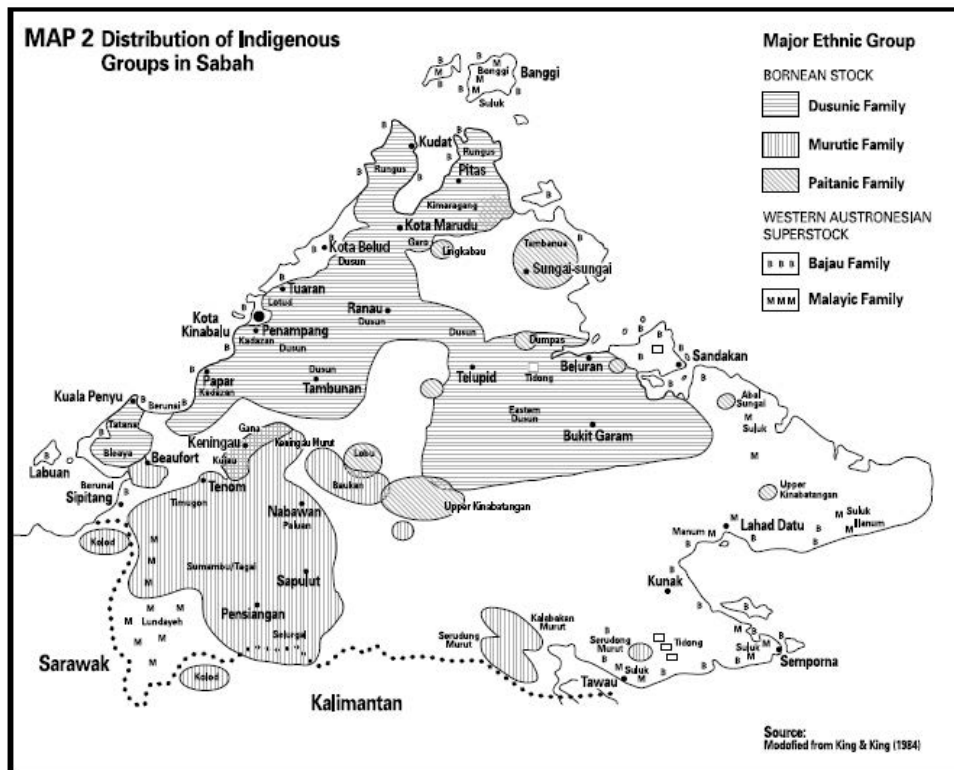 MAP 2 Distribution of Indigenous
Groups in Sabah
Major Ethnic Group
BORNEAN STOCK
Dusunic Family
Murutic Family
Paitanic Family
WESTERN AUSTRONESIAN
SUPERSTOCK
B B B Bajau Family
M M M Malayic Family
Banggi
Banggi
Suluk
Kudat
Rungus
Rungus
Pitas
Kimaragang
Kota Marudu
Garo
Lingkabau
Tambanua
Sungai-sungai
Kota Belud
Dusun
Tuaran
Lotud
Kota
Kinabalu
Ranau
Dusun
Penampang
Kadazan
Dusun
Dusun
Dumpas
Beluran
Sandakan
Papar
Kadazan
Dusun
Tambunan
Telupid
Tidong
Kuala Penyu
Berunai
Tatana
Bisaya
Beaufort
Labuan
Berunai
Sipitang
Gana
Keningau
Kujau
Keningau Murut
Lobu
Baukan
Eastern
Dusun
Bukit Garam
Abai
Sungai
Suluk
Upper
Kinabatangan
Upper Kinabatangan
Tenom
Timugon
Nabawan
Paluan
Kolod
Sumambu/Tagal
Sapulut
Pensiangan
Selungai
Lundayeh
Kolod
Sarawak
Kalimantan
Suluk
Ilanum
Manum
Lahad Datu
Kunak
Kalabakan
Murut
Serudung
Murut
Serudong
Murut
Tidong
Suluk
Tawau
Suluk
Semporna
Source:
Modofied from King & King (1984)